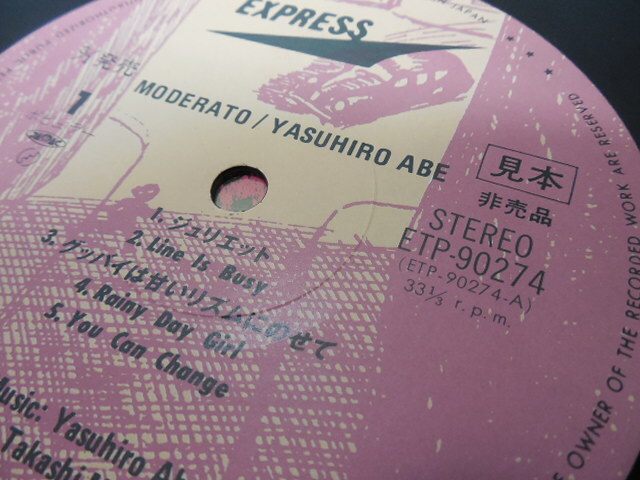 EXPRESS
MODERATO / YASUHIRO ABE
1
見本
非売品
STEREO
ETP-90274
(ETP-90274-A)
33⅓ r.p.m.
1. ジュリエット
2. Line Is Busy
3. グッバイは甘いリズムにのせて
4. Rainy Day Girl
5. You Can Change
Music: Yasuhiro Ab
Takashi
OWNER OF THE RECORDED WORK ARE RESERVED